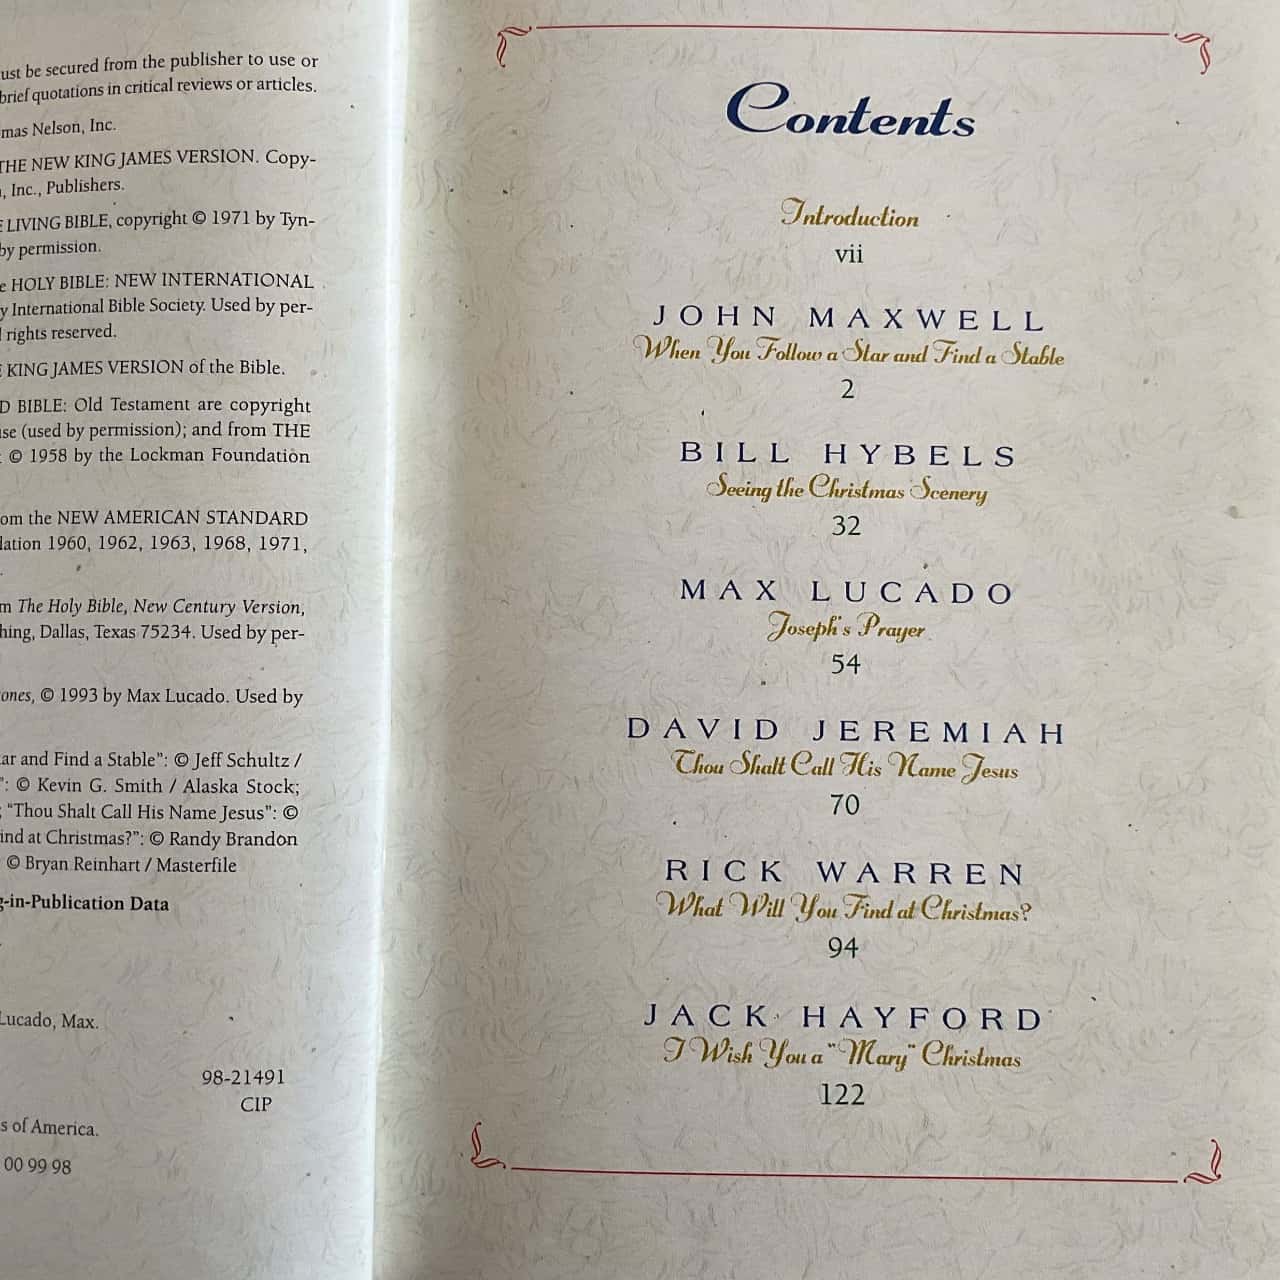 ust be secured from the publisher to use or
brief quotations in critical reviews or articles.
mas Nelson, Inc.
THE NEW KING JAMES VERSION. Copy-
, Inc., Publishers.
LIVING BIBLE, copyright © 1971 by Tyn-
by permission.
e HOLY BIBLE: NEW INTERNATIONAL
y International Bible Society. Used by per-
rights reserved.
KING JAMES VERSION of the Bible.
D BIBLE: Old Testament are copyright
use (used by permission); and from THE
© 1958 by the Lockman Foundation
om the NEW AMERICAN STANDARD
dation 1960, 1962, 1963, 1968, 1971,
.
m The Holy Bible, New Century Version,
hing, Dallas, Texas 75234. Used by per-
ones, © 1993 by Max Lucado. Used by
ar and Find a Stable": © Jeff Schultz /
": © Kevin G. Smith / Alaska Stock;
; "Thou Shalt Call His Name Jesus": ©
ind at Christmas?": © Randy Brandon
© Bryan Reinhart / Masterfile
g-in-Publication Data
Lucado, Max.
98-21491
CIP
s of America.
00 99 98
Contents
Introduction
vii
JOHN MAXWELL
When You Follow a Star and Find a Stable
2
BILL HYBELS
Seeing the Christmas Scenery
32
MAX LUCADO
Joseph's Prayer
54
DAVID JEREMIAH
Thou Shalt Call His Name Jesus
70
RICK WARREN
What Will You Find at Christmas?
94
JACK HAYFORD
I Wish You a "Mary" Christmas
122